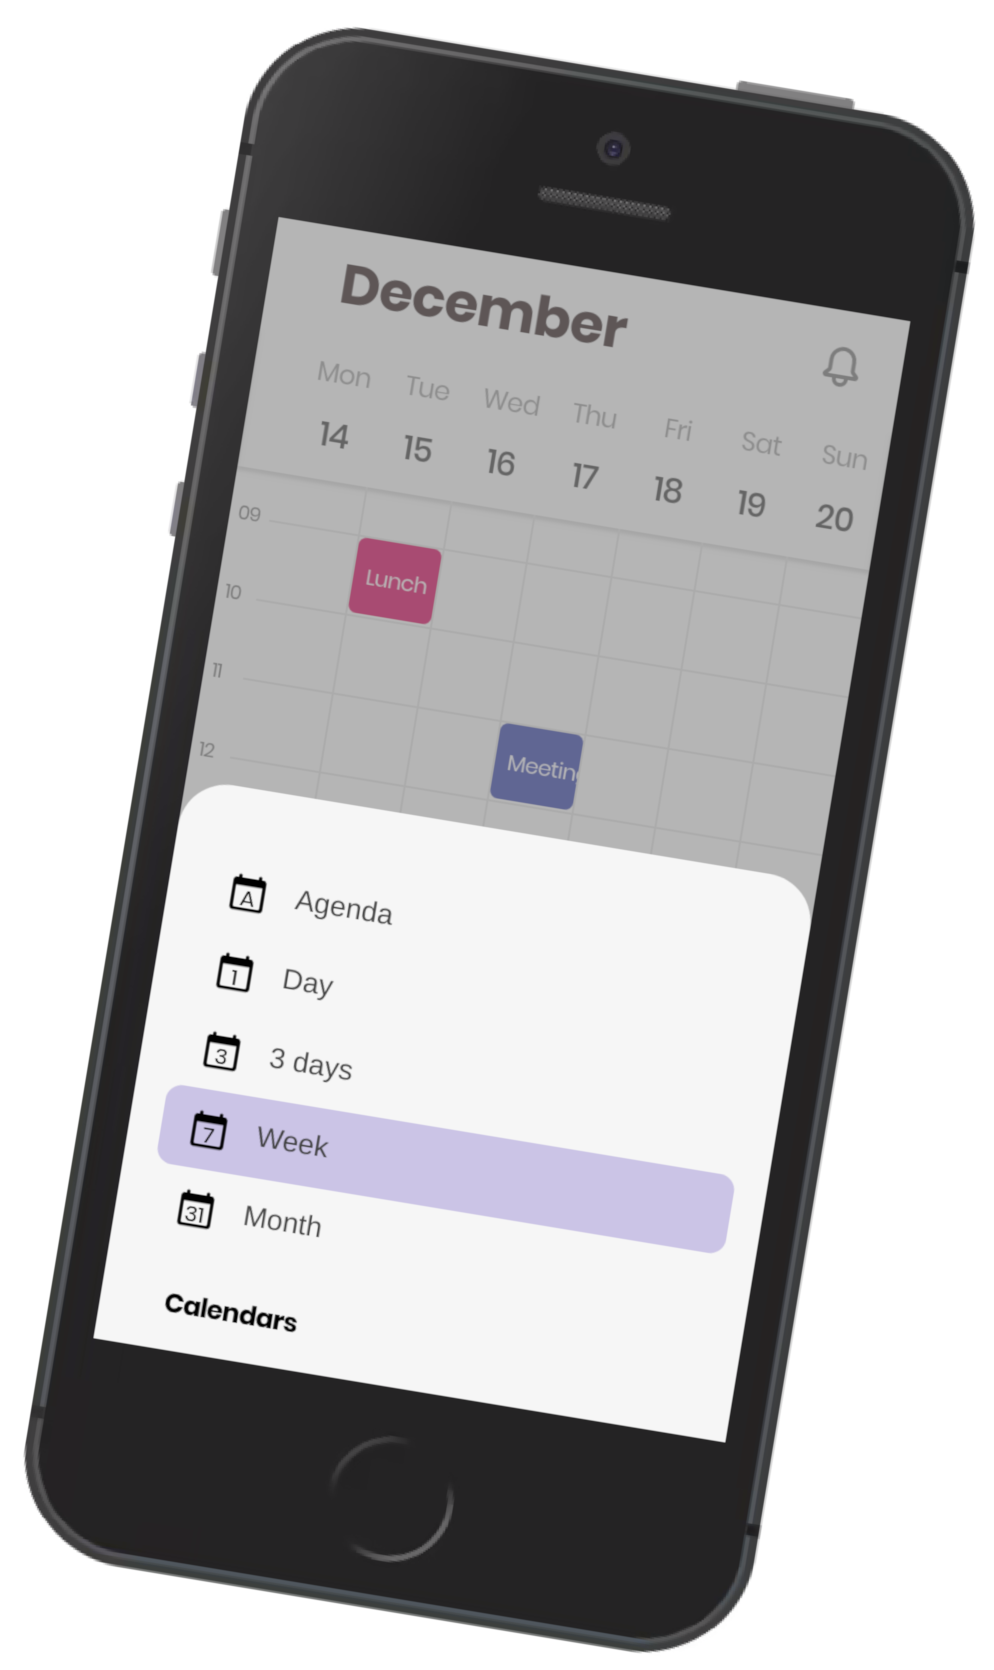 December
Mon Tue Wed Thu Fri Sat Sun
14 15 16 17 18 19 20
09
Lunch
10
11
Meetin
12
A Agenda
1 Day
3 3 days
7 Week
31 Month
Calendars